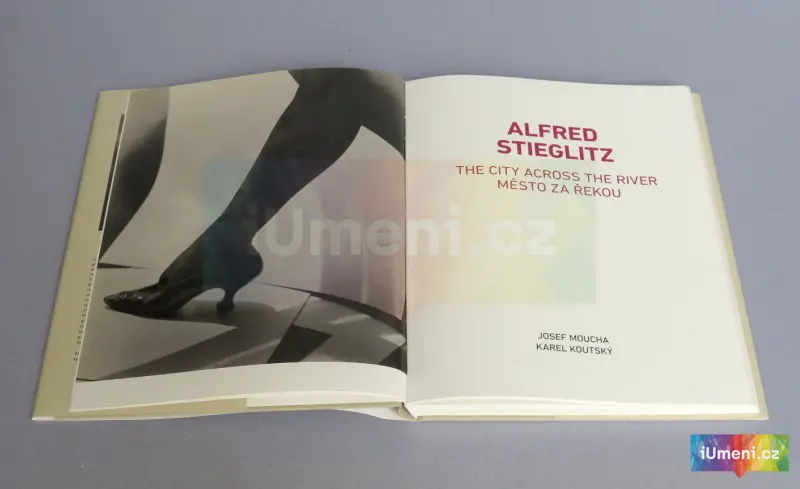 ALFRED
STIEGLITZ
THE CITY ACROSS THE RIVER
MĚSTO ZA ŘEKOU
JOSEF MOUCHA
KAREL KOUTSKÝ
iUmeni.cz
iUmeni.cz